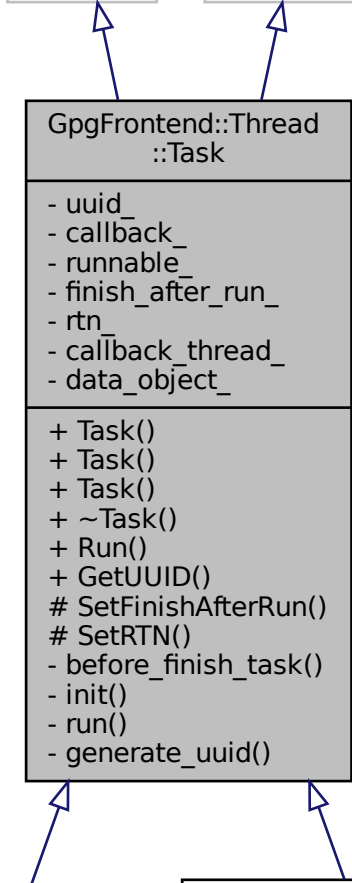 GpgFrontend::Thread
::Task
- uuid_
- callback_
- runnable_
- finish_after_run_
- rtn_
- callback_thread_
- data_object_
+ Task()
+ Task()
+ Task()
+ ~Task()
+ Run()
+ GetUUID()
# SetFinishAfterRun()
# SetRTN()
- before_finish_task()
- init()
- run()
- generate_uuid()